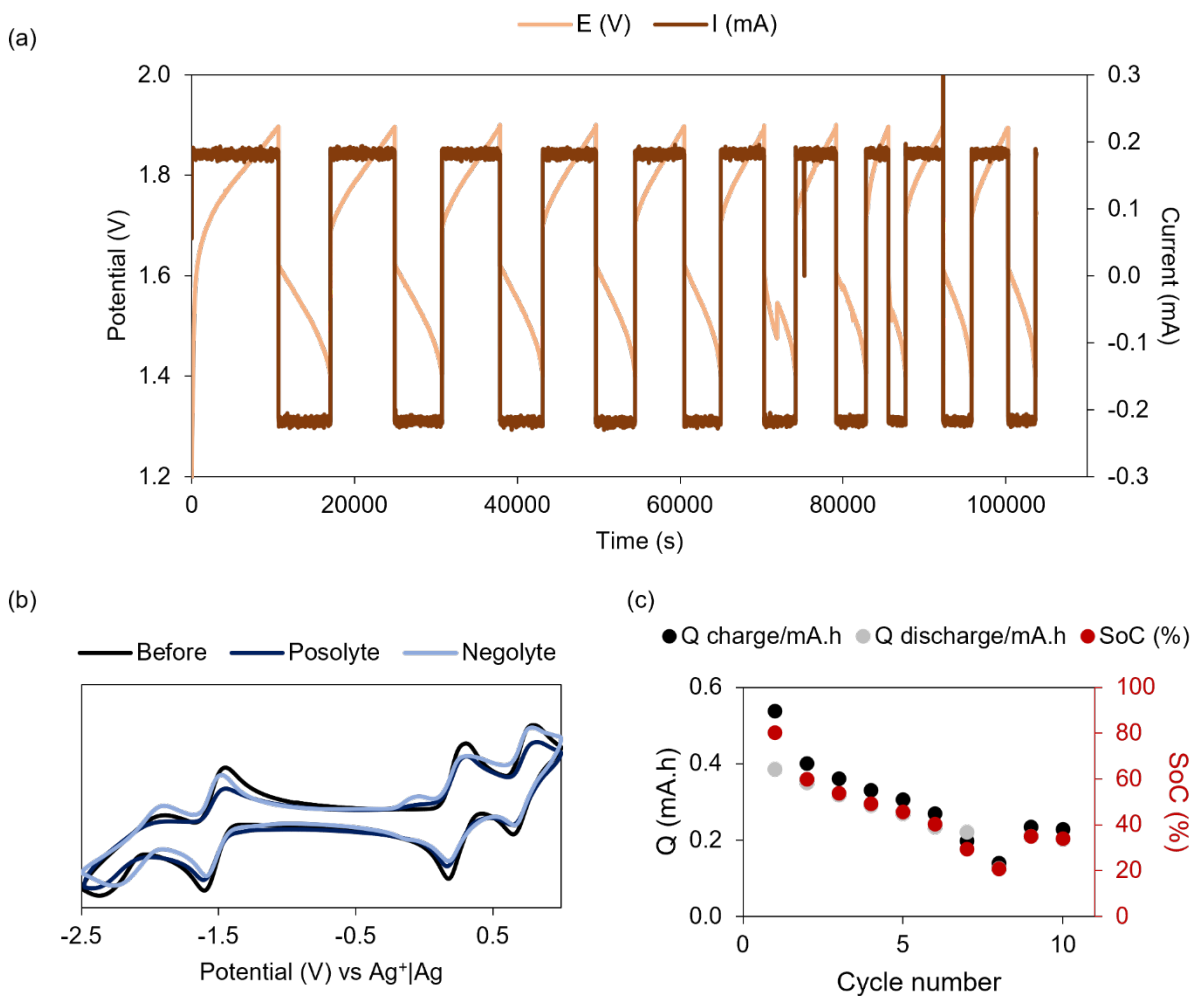 (a)
E (V) I (mA)
2.0
1.8
1.6
1.4
1.2
Potential (V)
0.3
0.2
0.1
0.0
-0.1
-0.2
-0.3
Current (mA)
0 20000 40000 60000 80000 100000
Time (s)
(b)
Before Posolyte Negolyte
-2.5 -1.5 -0.5 0.5
Potential (V) vs Ag⁺|Ag
(c)
Q charge/mA.h Q discharge/mA.h SoC (%)
0.6
0.4
0.2
0.0
Q (mA.h)
100
80
60
40
20
0
SoC (%)
0 5 10
Cycle number